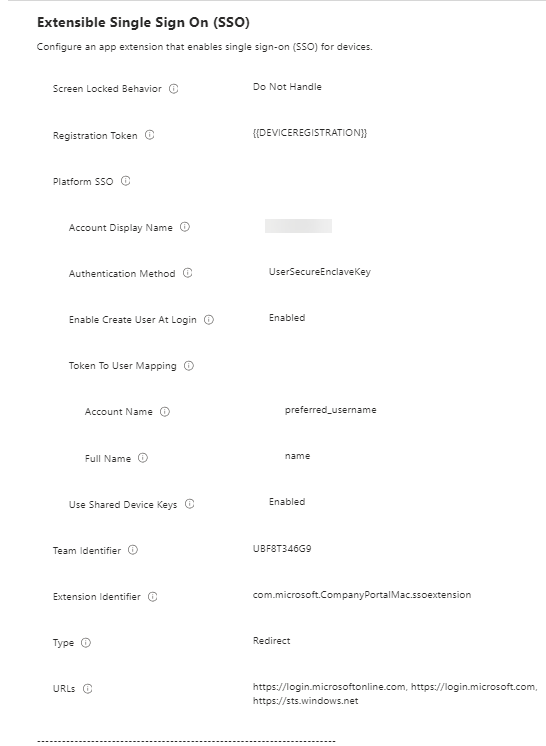 Extensible Single Sign On (SSO)
Configure an app extension that enables single sign-on (SSO) for devices.
Screen Locked Behavior Do Not Handle
Registration Token {{DEVICEREGISTRATION}}
Platform SSO
Account Display Name
Authentication Method UserSecureEnclaveKey
Enable Create User At Login Enabled
Token To User Mapping
Account Name preferred_username
Full Name name
Use Shared Device Keys Enabled
Team Identifier UBF8T346G9
Extension Identifier com.microsoft.CompanyPortalMac.ssoextension
Type Redirect
URLs https://login.microsoftonline.com, https://login.microsoft.com,
https://sts.windows.net